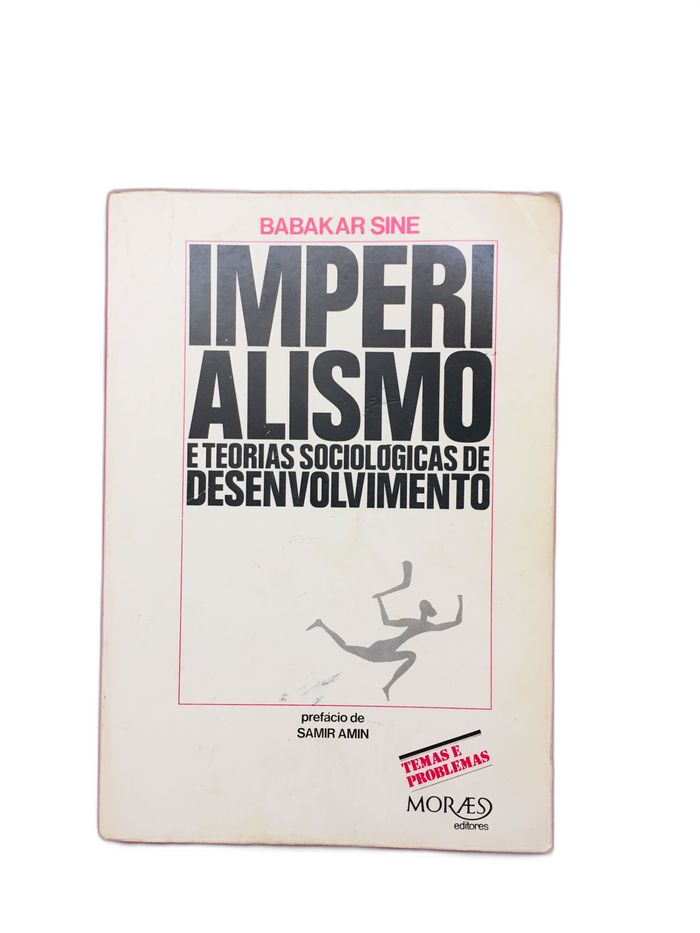 BABAKAR SINE
IMPERI
ALISMO
E TEORIAS SOCIOLÓGICAS DE
DESENVOLVIMENTO
prefácio de
SAMIR AMIN
TEMAS E
PROBLEMAS
MORÆS
editores